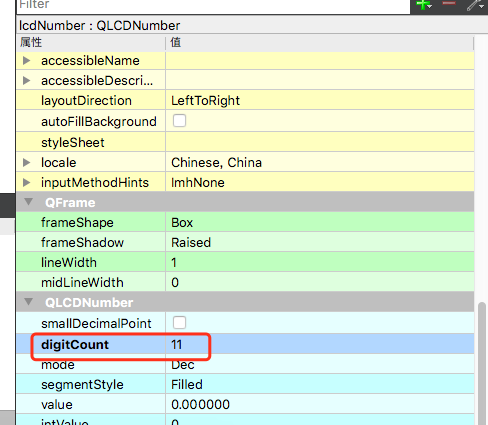 Filter
lcdNumber : QLCDNumber
属性 值
accessibleName
accessibleDescri...
layoutDirection LeftToRight
autoFillBackground
styleSheet
locale Chinese, China
inputMethodHints ImhNone
QFrame
frameShape Box
frameShadow Raised
lineWidth 1
midLineWidth 0
QLCDNumber
smallDecimalPoint
digitCount 11
mode Dec
segmentStyle Filled
value 0.000000
intValue 0